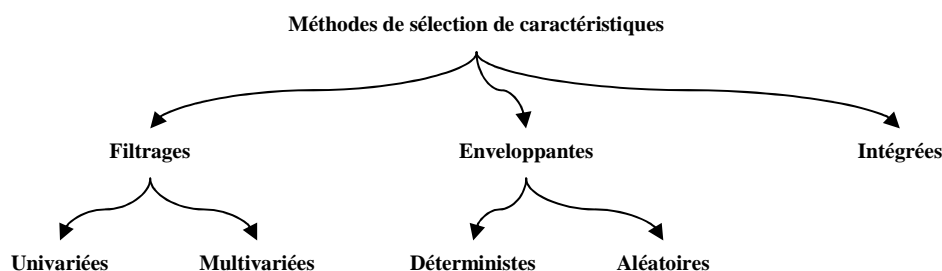 Méthodes de sélection de caractéristiques
Filtrages Enveloppantes Intégrées
Univariées Multivariées Déterministes Aléatoires